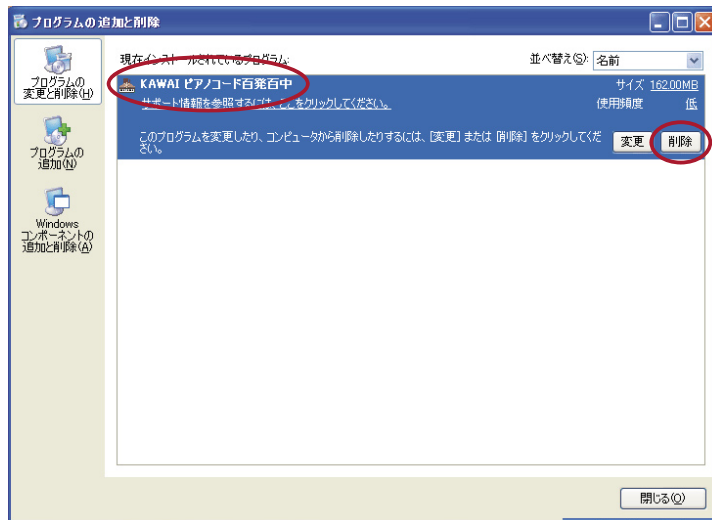 プログラムの追加と削除
プログラムの
変更と削除(H)
プログラムの
追加(N)
Windows
コンポーネントの
追加と削除(A)
現在インストールされているプログラム:
並べ替え(S): 名前
KAWAI ピアノコード百発百中
サイズ 162.00MB
サポート情報を参照するには、ここをクリックしてください。
使用頻度 低
このプログラムを変更したり、コンピュータから削除したりするには、[変更] または [削除] をクリックしてくだ
さい。
変更 削除
閉じる(O)